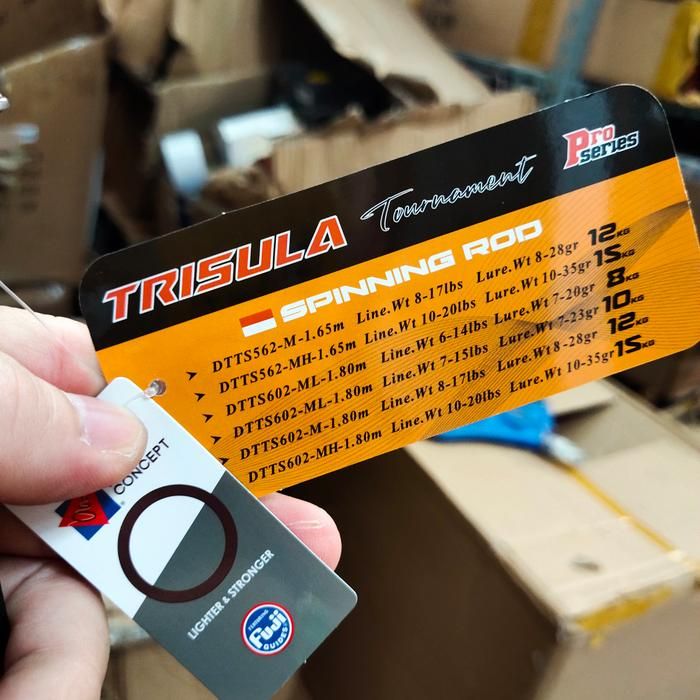 Pro series
TRISULA Tournament
SPINNING ROD
DTTS562-M-1.65m Line.Wt 8-17lbs Lure.Wt 8-28gr 12KG
DTTS562-MH-1.65m Line.Wt 10-20lbs Lure.Wt 10-35gr 15KG
DTTS602-ML-1.80m Line.Wt 6-14lbs Lure.Wt 7-20gr 8KG
DTTS602-ML-1.80m Line.Wt 7-15lbs Lure.Wt 7-23gr 10KG
DTTS602-M-1.80m Line.Wt 8-17lbs Lure.Wt 8-28gr 12KG
DTTS602-MH-1.80m Line.Wt 10-20lbs Lure.Wt 10-35gr 15KG
CONCEPT
LIGHTER & STRONGER
Fuji
GUIDES